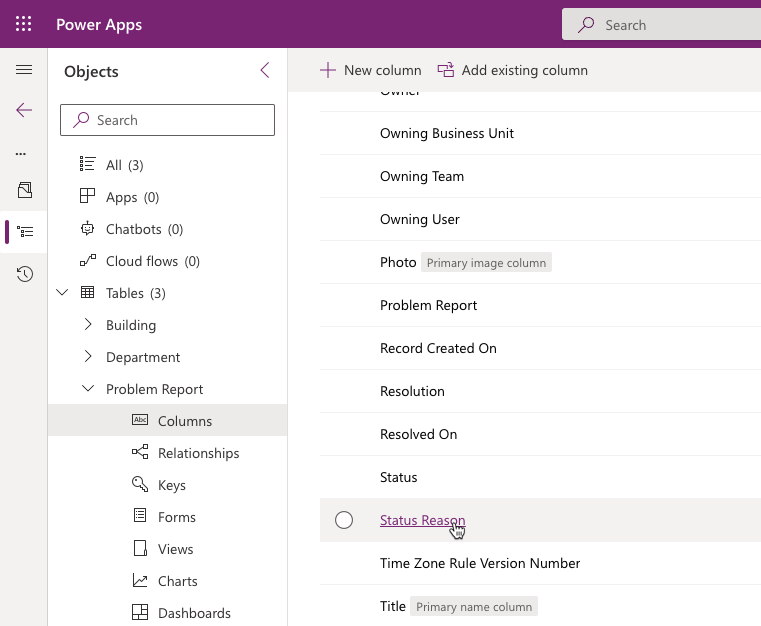 Power Apps
Search
Objects
New column
Add existing column
Search
All (3)
Apps (0)
Chatbots (0)
Cloud flows (0)
Tables (3)
Building
Department
Problem Report
Abc Columns
Relationships
Keys
Forms
Views
Charts
Dashboards
Owner
Owning Business Unit
Owning Team
Owning User
Photo Primary image column
Problem Report
Record Created On
Resolution
Resolved On
Status
Status Reason
Time Zone Rule Version Number
Title Primary name column